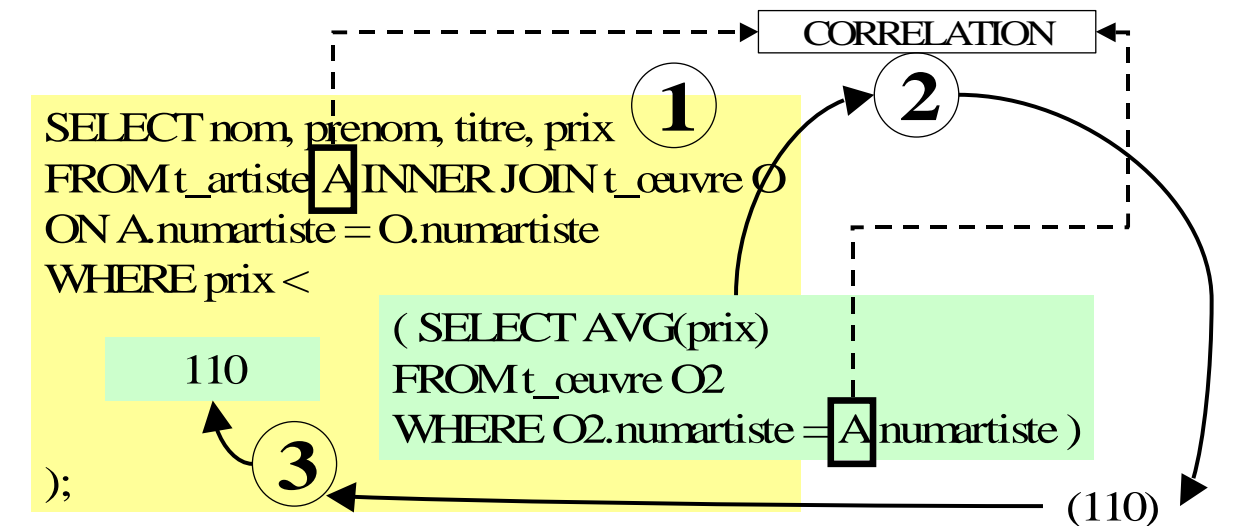 CORRELATION
1
2
SELECT nom, prenom, titre, prix
FROM t_artiste A INNER JOIN t_œuvre O
ON A.numartiste = O.numartiste
WHERE prix <
( SELECT AVG(prix)
FROM t_œuvre O2
WHERE O2.numartiste = A.numartiste )
110
3
);
(110)